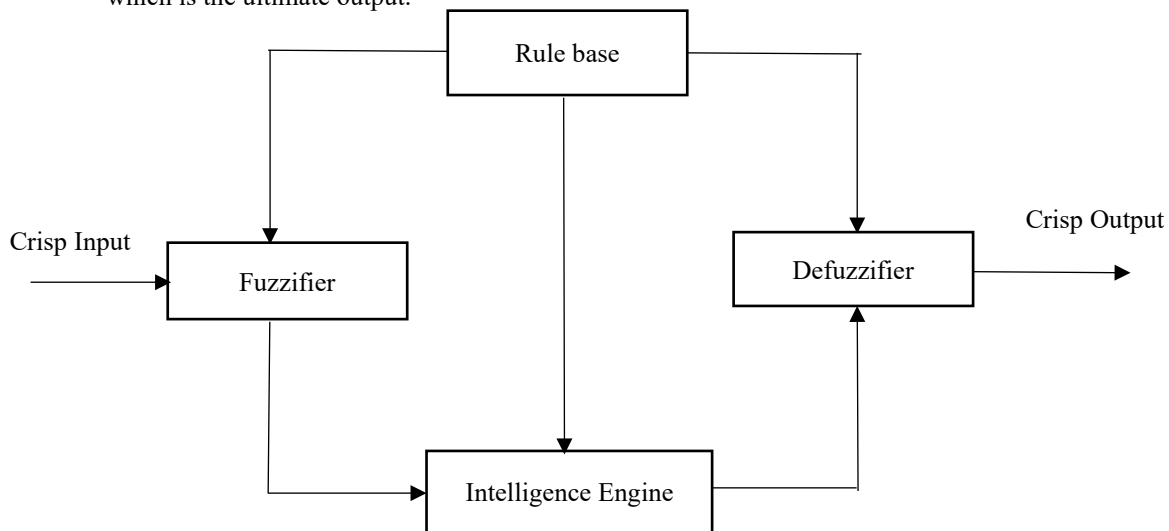 which is the ultimate output.
Rule base
Crisp Input
Crisp Output
Fuzzifier
Defuzzifier
Intelligence Engine